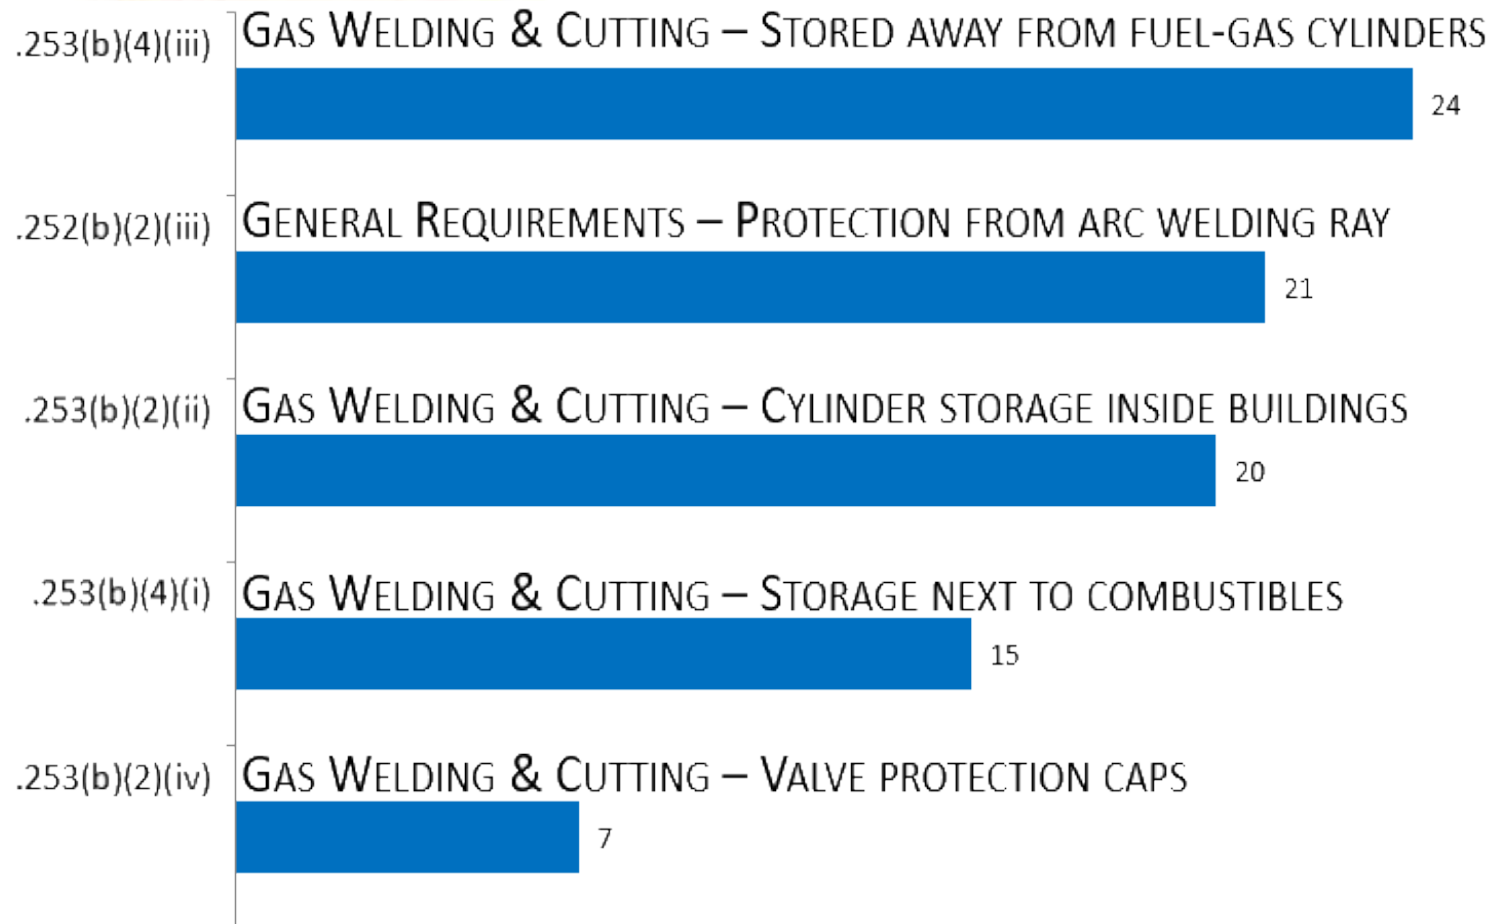 .253(b)(4)(iii) GAS WELDING & CUTTING – STORED AWAY FROM FUEL-GAS CYLINDERS
24
.252(b)(2)(iii) GENERAL REQUIREMENTS – PROTECTION FROM ARC WELDING RAY
21
.253(b)(2)(ii) GAS WELDING & CUTTING – CYLINDER STORAGE INSIDE BUILDINGS
20
.253(b)(4)(i) GAS WELDING & CUTTING – STORAGE NEXT TO COMBUSTIBLES
15
.253(b)(2)(iv) GAS WELDING & CUTTING – VALVE PROTECTION CAPS
7